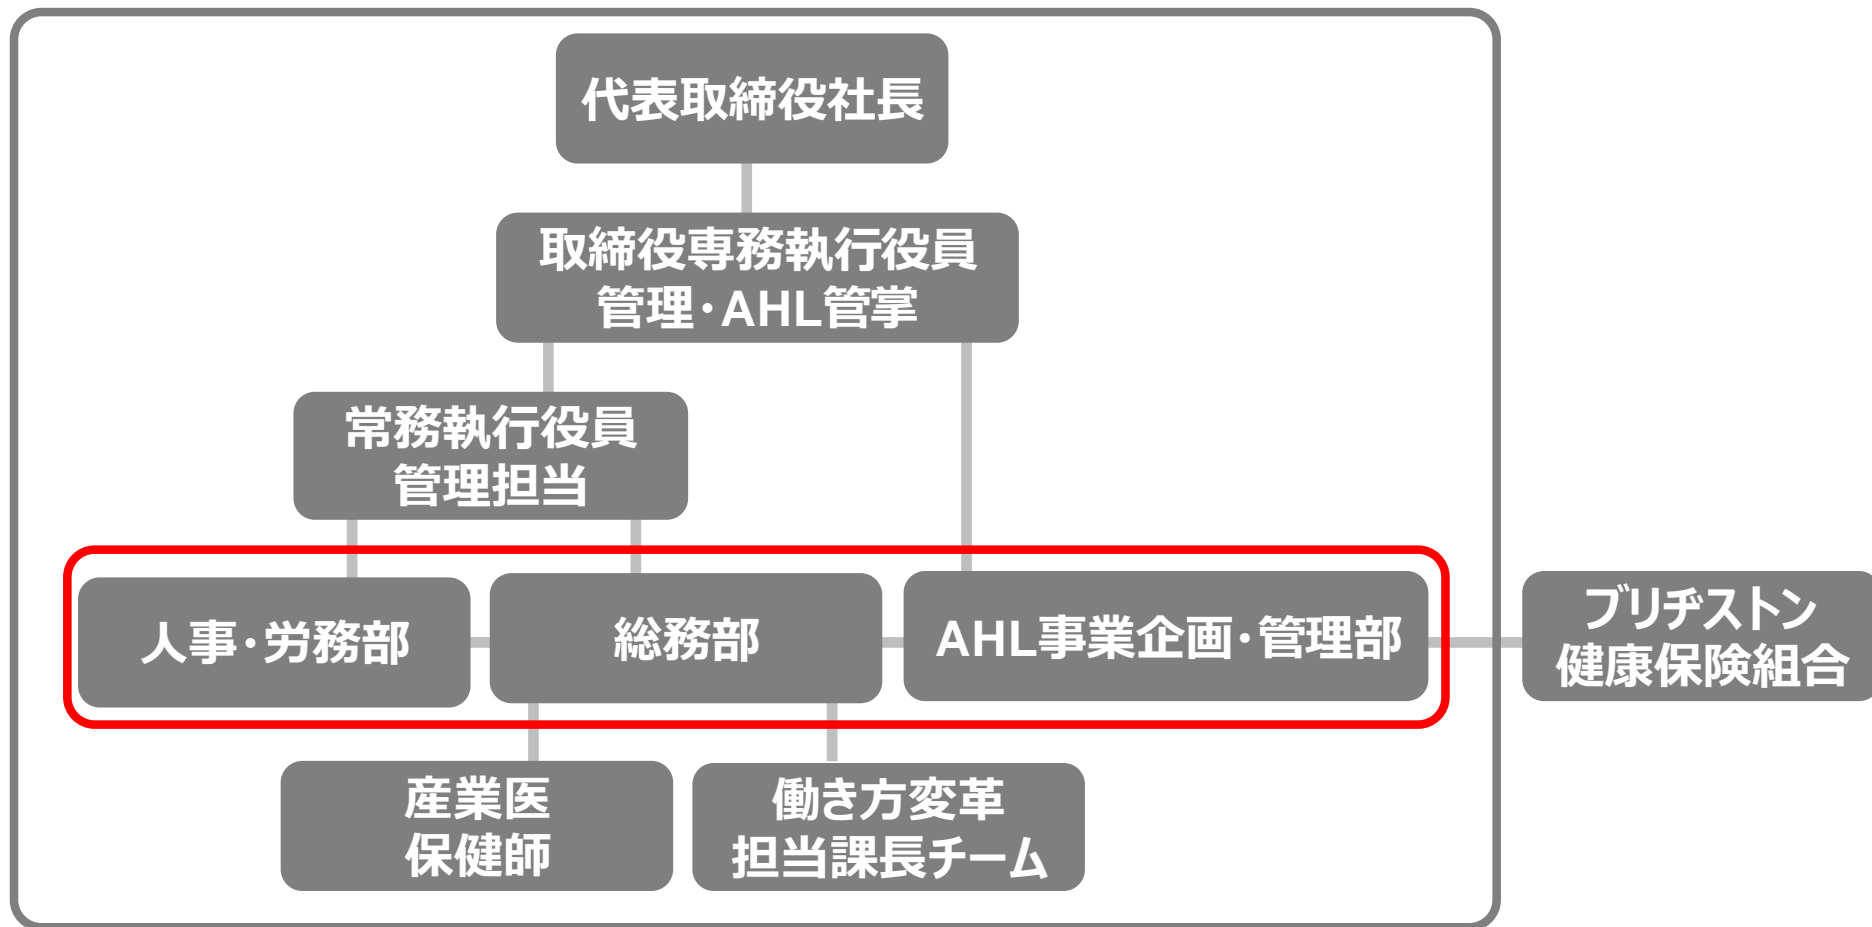 代表取締役社長
取締役専務執行役員
管理・AHL管掌
常務執行役員
管理担当
人事・労務部
総務部
AHL事業企画・管理部
ブリヂストン
健康保険組合
産業医
保健師
働き方変革
担当課長チーム